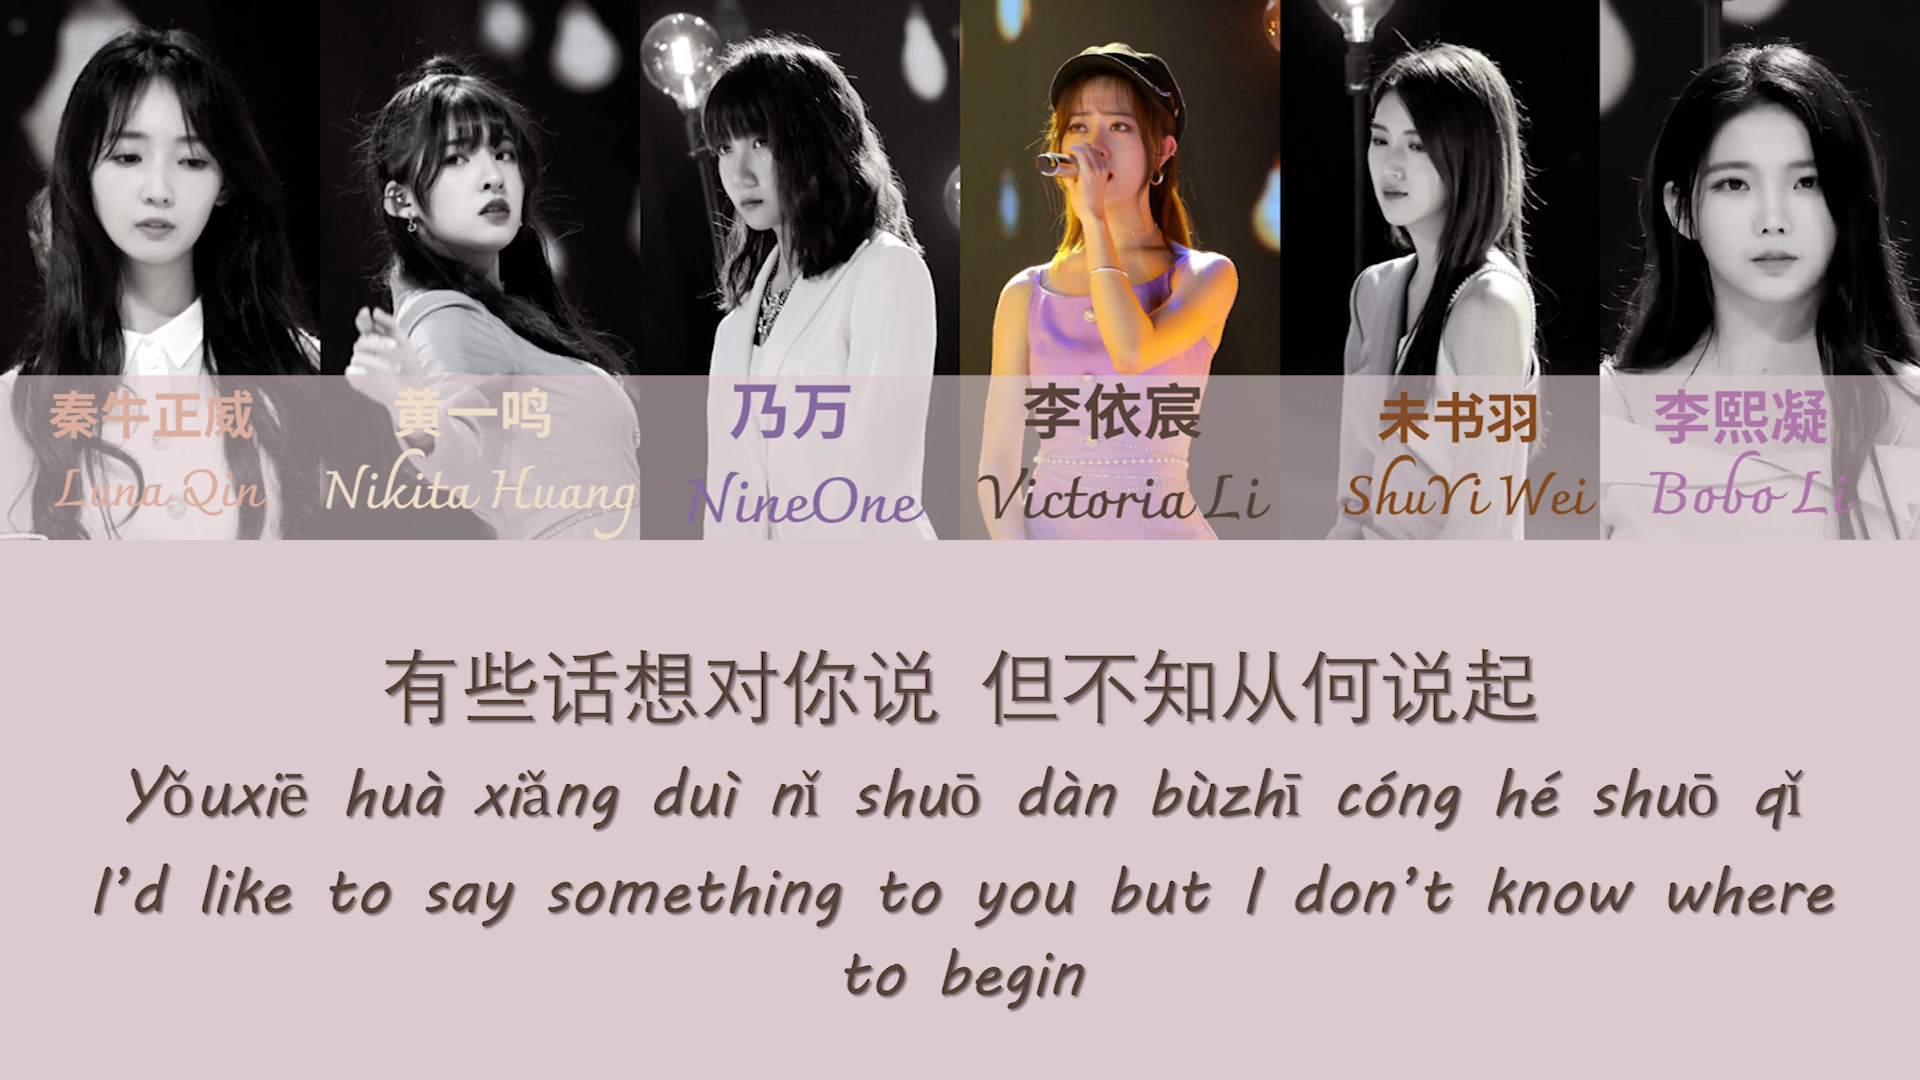 秦牛正威 黄一鸣 乃万 李依宸 未书羽 李熙凝
Luna Qin Nikita Huang NineOne Victoria Li ShuYi Wei Bobo Li
有些话想对你说 但不知从何说起
Yǒuxiē huà xiǎng duì nǐ shuō dàn bùzhī cóng hé shuō qǐ
I'd like to say something to you but I don't know where
to begin